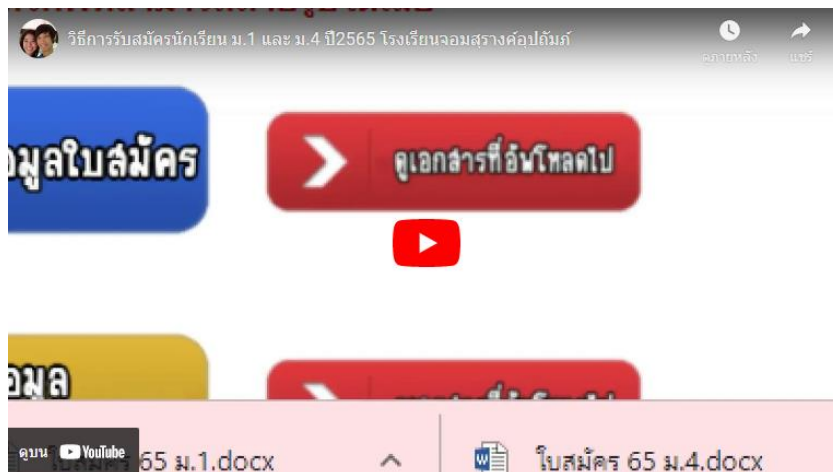 วิธีการรับสมัครนักเรียน ม.1 และ ม.4 ปี2565 โรงเรียนจอมสุรางค์อุปถัมภ์
ดูภายหลัง
แชร์
อมูลใบสมัคร
ดูเอกสารที่อัพโหลดไป
อมูล
ดูบน YouTube
65 ม.1.docx
ใบสมัคร 65 ม.4.docx